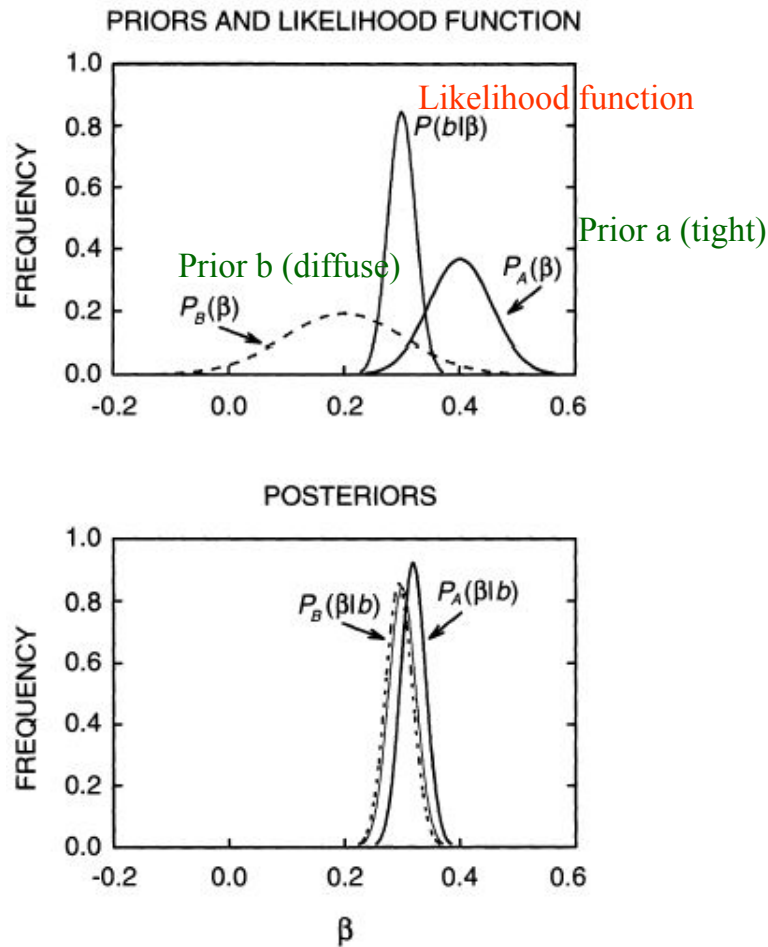 PRIORS AND LIKELIHOOD FUNCTION
1.0
Likelihood function
0.8
P(b|β)
0.6
FREQUENCY
Prior a (tight)
0.4
Prior b (diffuse)
P_A(β)
P_B(β)
0.2
0.0
-0.2 0.0 0.2 0.4 0.6
POSTERIORS
1.0
0.8
P_B(β|b)
P_A(β|b)
0.6
FREQUENCY
0.4
0.2
0.0
-0.2 0.0 0.2 0.4 0.6
β